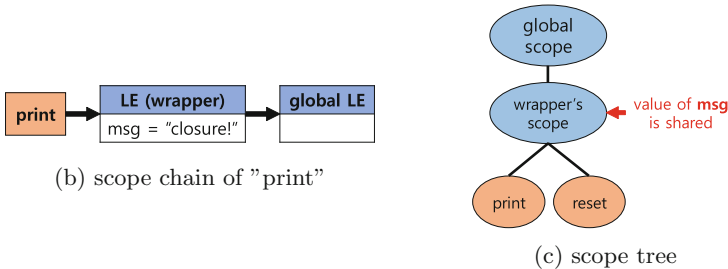 print
LE (wrapper)
msg = “closure!”
global LE
(b) scope chain of ”print”
global
scope
wrapper’s
scope
value of msg
is shared
print
reset
(c) scope tree